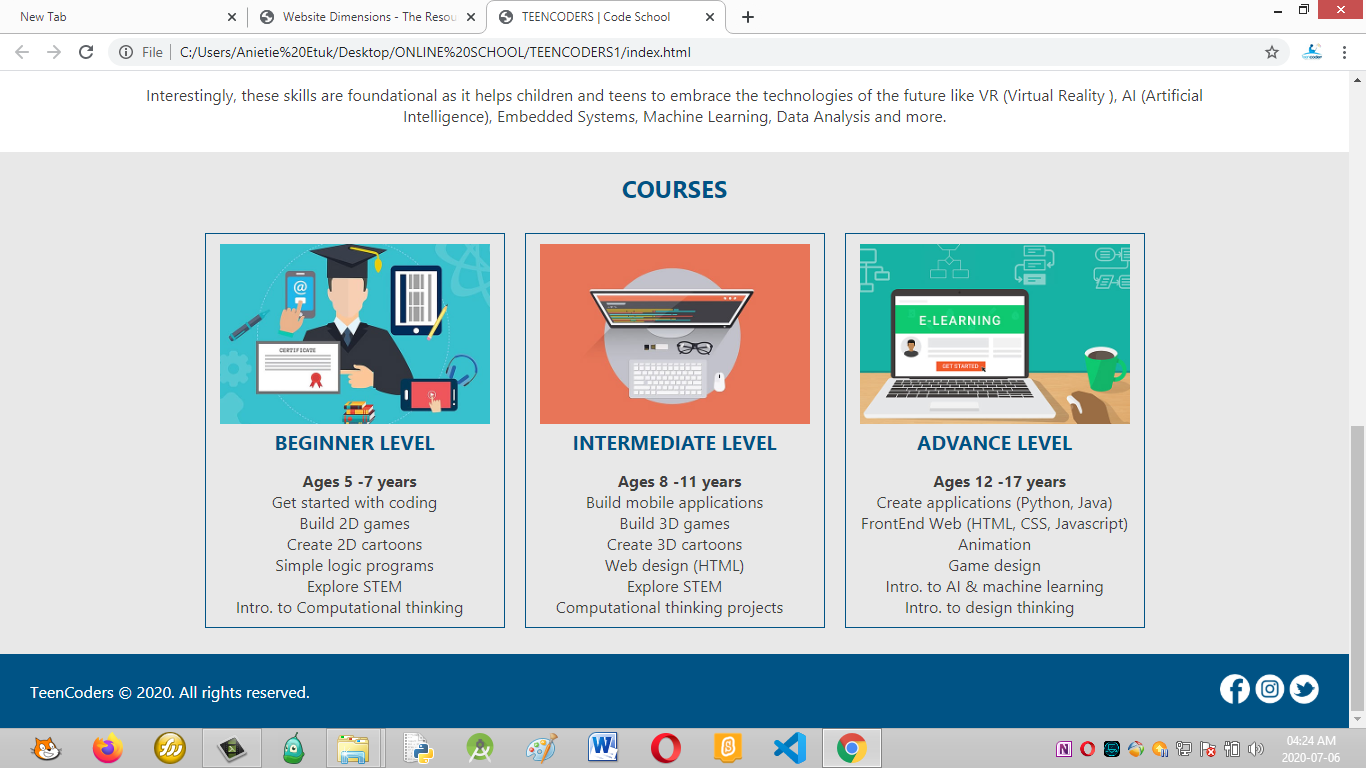 New Tab
Website Dimensions - The Resou
TEENCODERS | Code School
File
C:/Users/Anietie%20Etuk/Desktop/ONLINE%20SCHOOL/TEENCODERS1/index.html
Interestingly, these skills are foundational as it helps children and teens to embrace the technologies of the future like VR (Virtual Reality ), AI (Artificial
Intelligence), Embedded Systems, Machine Learning, Data Analysis and more.
COURSES
@
CERTIFICATE
BEGINNER LEVEL
Ages 5 -7 years
Get started with coding
Build 2D games
Create 2D cartoons
Simple logic programs
Explore STEM
Intro. to Computational thinking
INTERMEDIATE LEVEL
Ages 8 -11 years
Build mobile applications
Build 3D games
Create 3D cartoons
Web design (HTML)
Explore STEM
Computational thinking projects
E-LEARNING
GET STARTED
ADVANCE LEVEL
Ages 12 -17 years
Create applications (Python, Java)
FrontEnd Web (HTML, CSS, Javascript)
Animation
Game design
Intro. to AI & machine learning
Intro. to design thinking
TeenCoders © 2020. All rights reserved.
04:24 AM
2020-07-06